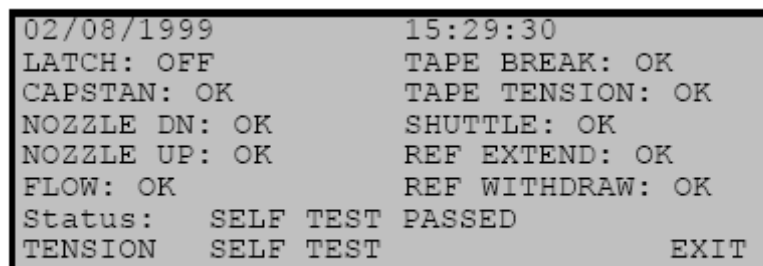 02/08/1999 15:29:30
LATCH: OFF TAPE BREAK: OK
CAPSTAN: OK TAPE TENSION: OK
NOZZLE DN: OK SHUTTLE: OK
NOZZLE UP: OK REF EXTEND: OK
FLOW: OK REF WITHDRAW: OK
Status: SELF TEST PASSED
TENSION SELF TEST EXIT